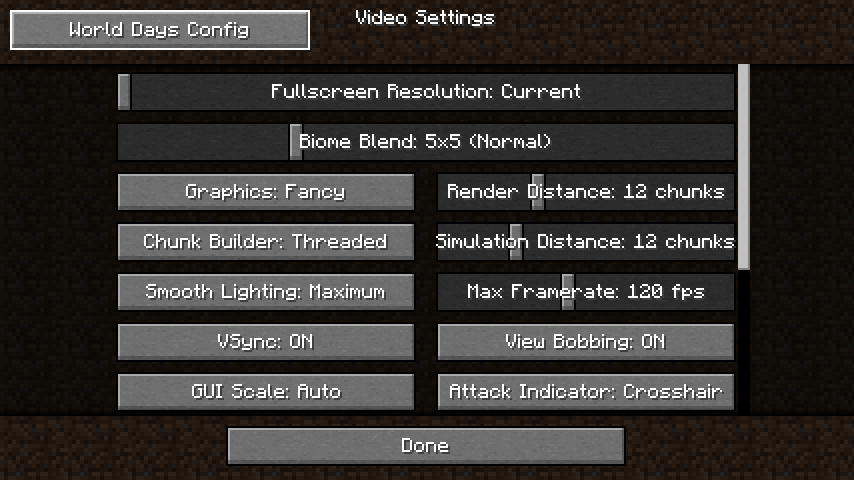 World Days Config
Video Settings
Fullscreen Resolution: Current
Biome Blend: 5x5 (Normal)
Graphics: Fancy
Render Distance: 12 chunks
Chunk Builder: Threaded
Simulation Distance: 12 chunks
Smooth Lighting: Maximum
Max Framerate: 120 fps
VSync: ON
View Bobbing: ON
GUI Scale: Auto
Attack Indicator: Crosshair
Done